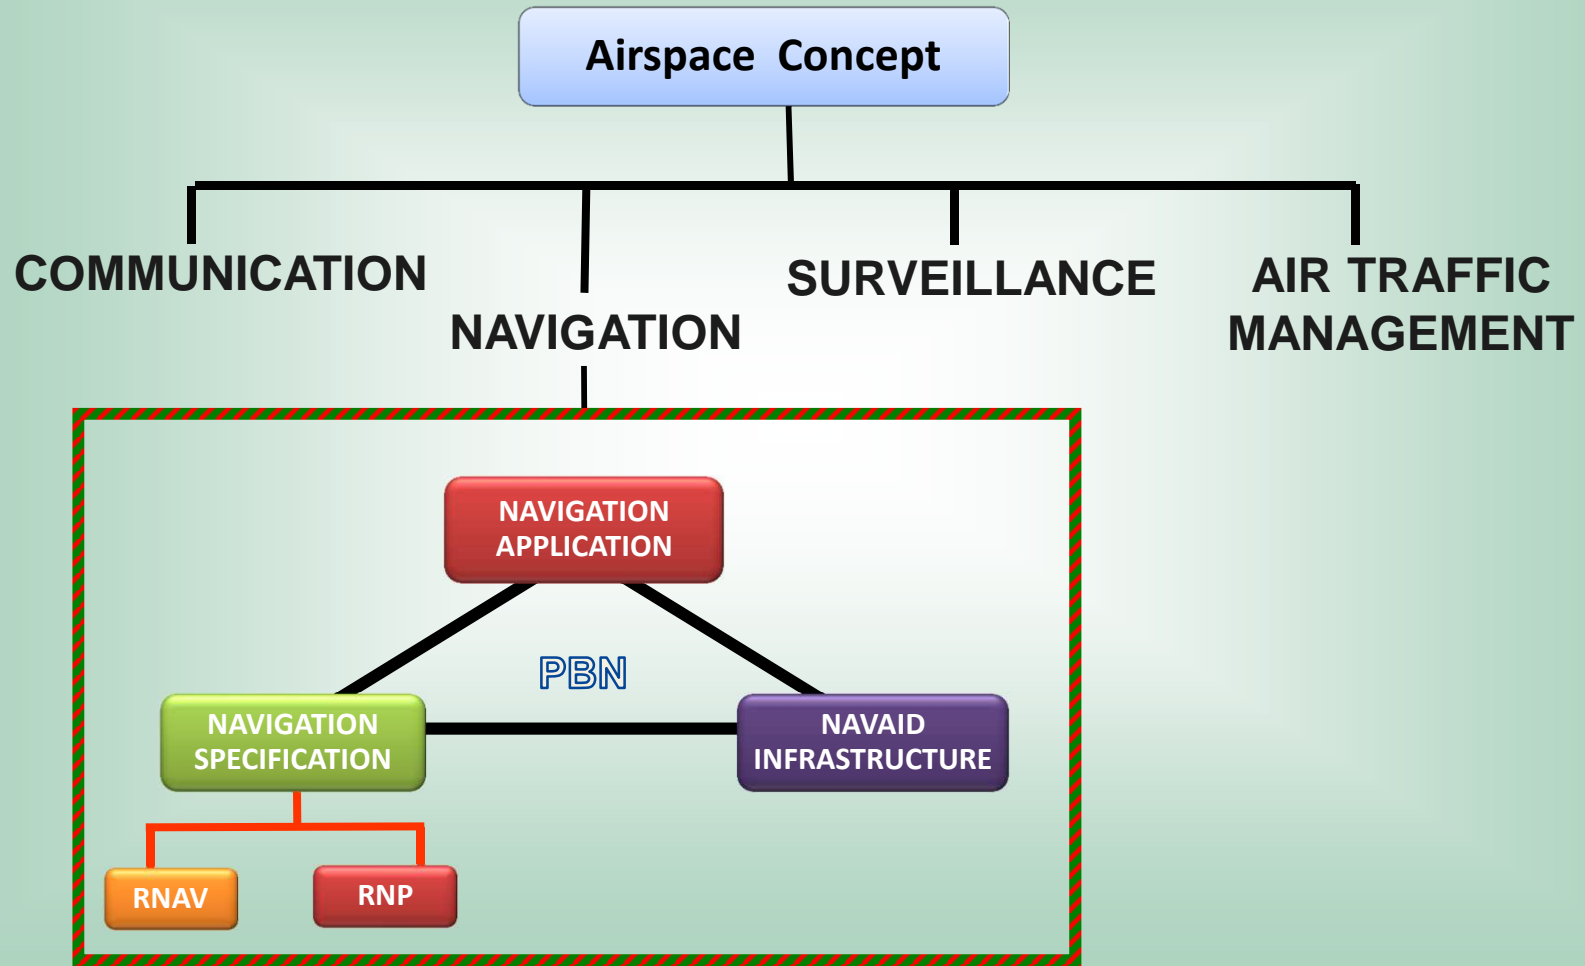 Airspace Concept
COMMUNICATION
NAVIGATION
SURVEILLANCE
AIR TRAFFIC
MANAGEMENT
NAVIGATION
APPLICATION
PBN
NAVIGATION
SPECIFICATION
NAVAID
INFRASTRUCTURE
RNAV
RNP